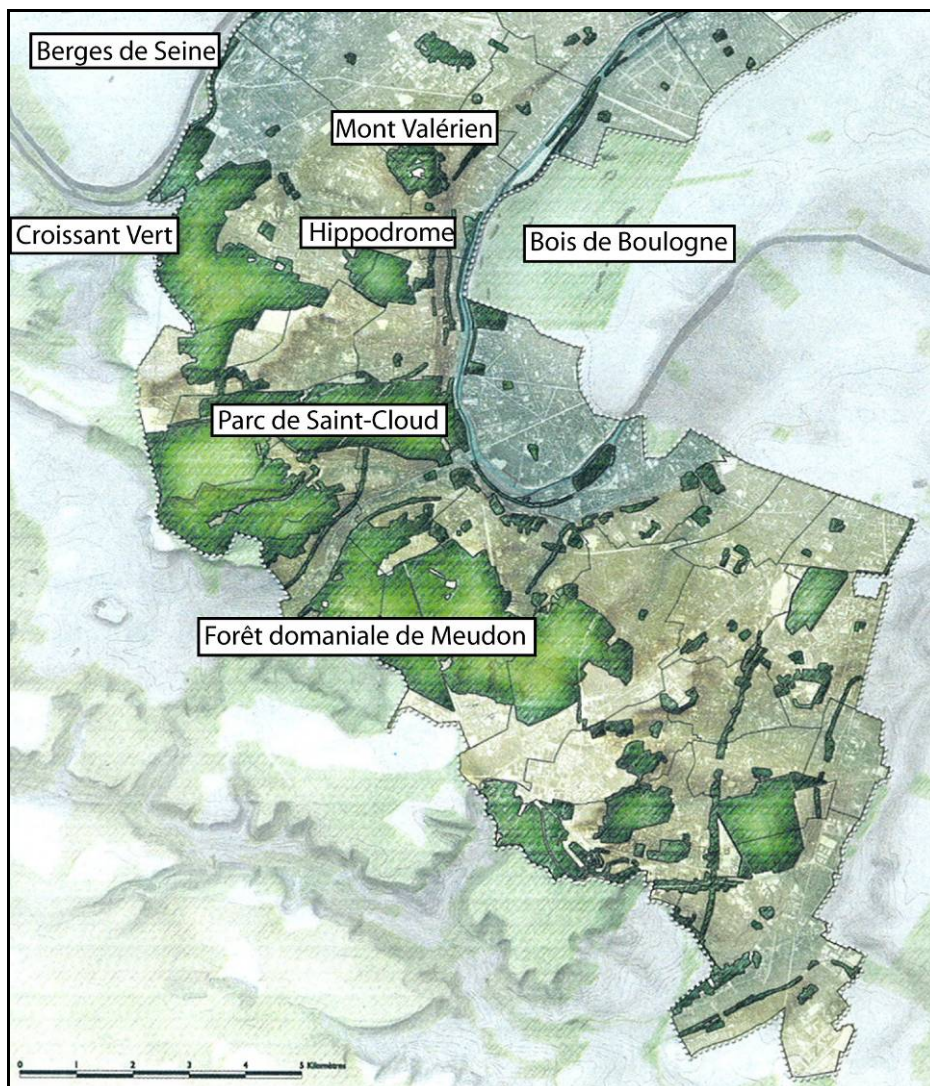 Berges de Seine
Mont Valérien
Croissant Vert
Hippodrome
Bois de Boulogne
Parc de Saint-Cloud
Forêt domaniale de Meudon
0 1 2 3 4 5 Kilomètres